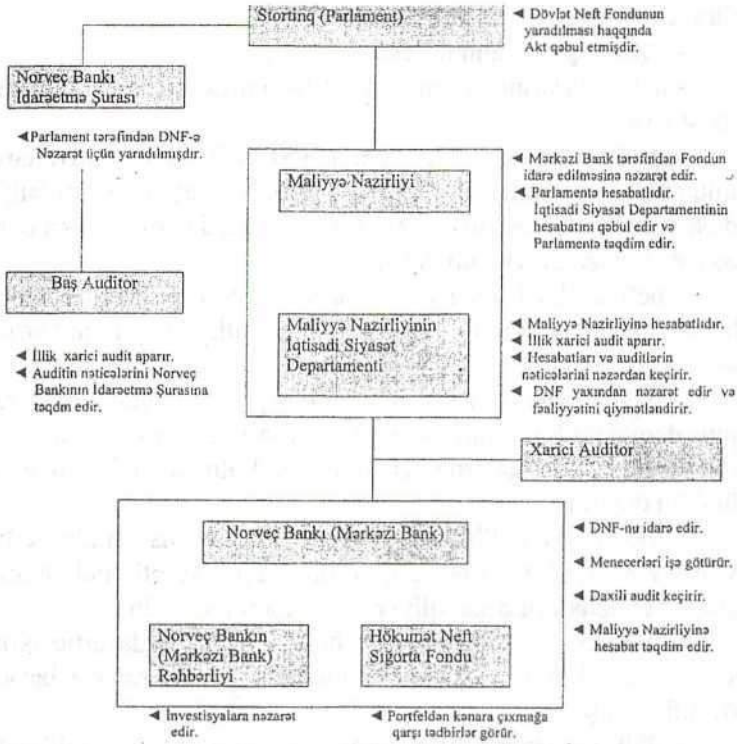 Stortinq (Parlament)
◄ Dövlət Neft Fondunun
yaradılması haqqında
Akt qəbul etmişdir.
Norveç Bankı
İdarəetmə Şurası
◄Parlament tərəfindən DNF-ə
Nəzarət üçün yaradılmışdır.
Maliyyə Nazirliyi
◄ Mərkəzi Bank tərəfindən Fondun
idarə edilməsinə nəzarət edir.
◄ Parlamentə hesabatlıdır.
İqtisadi Siyasət Departamentinin
hesabatını qəbul edir və
Parlamentə təqdim edir.
Baş Auditor
◄ İllik xarici audit aparır.
◄ Auditin nəticələrini Norveç
Bankının İdarəetmə Şurasına
təqdm edir.
Maliyyə Nazirliyinin
İqtisadi Siyasət
Departamenti
◄ Maliyyə Nazirliyinə hesabatlıdır.
◄ İllik xarici audit aparır.
◄ Hesabatları və auditlərin
nəticələrini nəzərdən keçirir.
◄ DNF yaxından nəzarət edir və
fəaliyyətini qiymətləndirir.
Xarici Auditor
Norveç Bankı (Mərkəzi Bank)
◄ DNF-nu idarə edir.
◄ Menecerləri işə götürür.
◄ Daxili audit keçirir.
◄ Maliyyə Nazirliyinə
hesabat təqdim edir.
Norveç Bankın
(Mərkəzi Bank)
Rəhbərliyi
Hökumət Neft
Sığorta Fondu
◄ İnvestisyalara nəzarət
edir.
◄ Portfeldən kənara çıxmağa
qarşı tədbirlər görür.